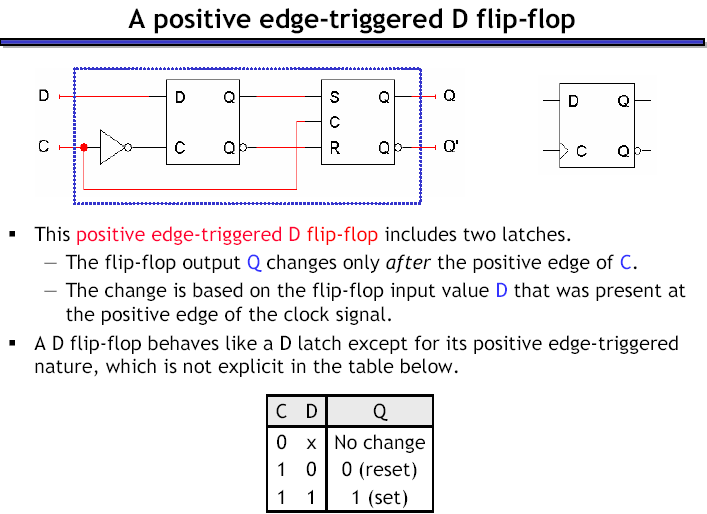 A positive edge-triggered D flip-flop
D D Q S Q Q D Q
C
C C Q R Q Q' C Q
▪ This positive edge-triggered D flip-flop includes two latches.
— The flip-flop output Q changes only after the positive edge of C.
— The change is based on the flip-flop input value D that was present at
the positive edge of the clock signal.
▪ A D flip-flop behaves like a D latch except for its positive edge-triggered
nature, which is not explicit in the table below.
C D Q
0 x No change
1 0 0 (reset)
1 1 1 (set)